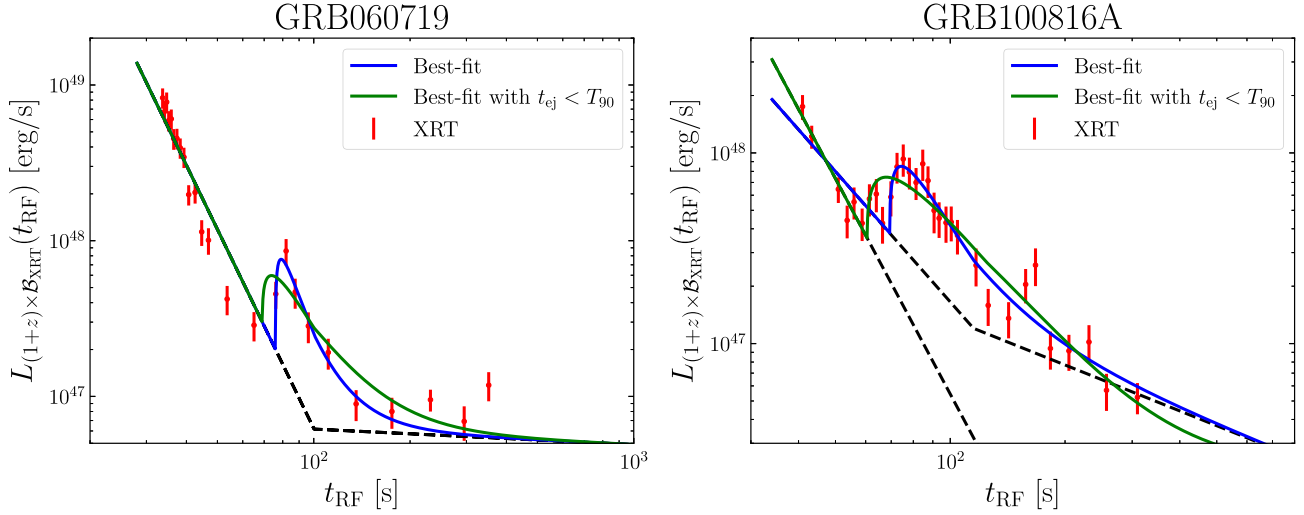 GRB060719
Best-fit
Best-fit with t_ej < T_90
XRT
10^49
10^48
10^47
L_(1+z)×B_XRT(t_RF) [erg/s]
10^2
10^3
t_RF [s]
GRB100816A
Best-fit
Best-fit with t_ej < T_90
XRT
10^48
10^47
L_(1+z)×B_XRT(t_RF) [erg/s]
10^2
t_RF [s]